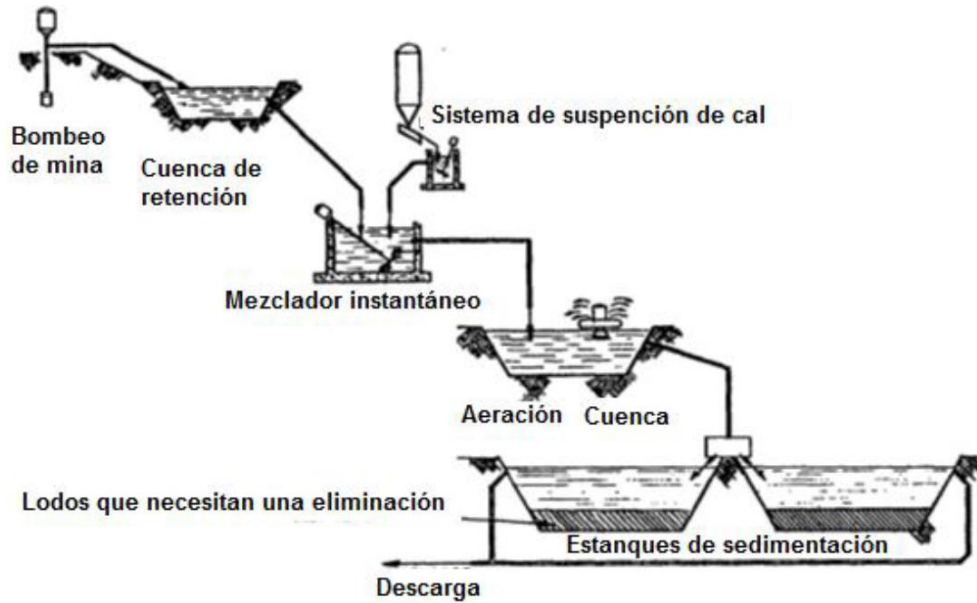 Bombeo
de mina
Cuenca de
retención
Sistema de suspención de cal
Mezclador instantáneo
Aeración Cuenca
Lodos que necesitan una eliminación
Estanques de sedimentación
Descarga